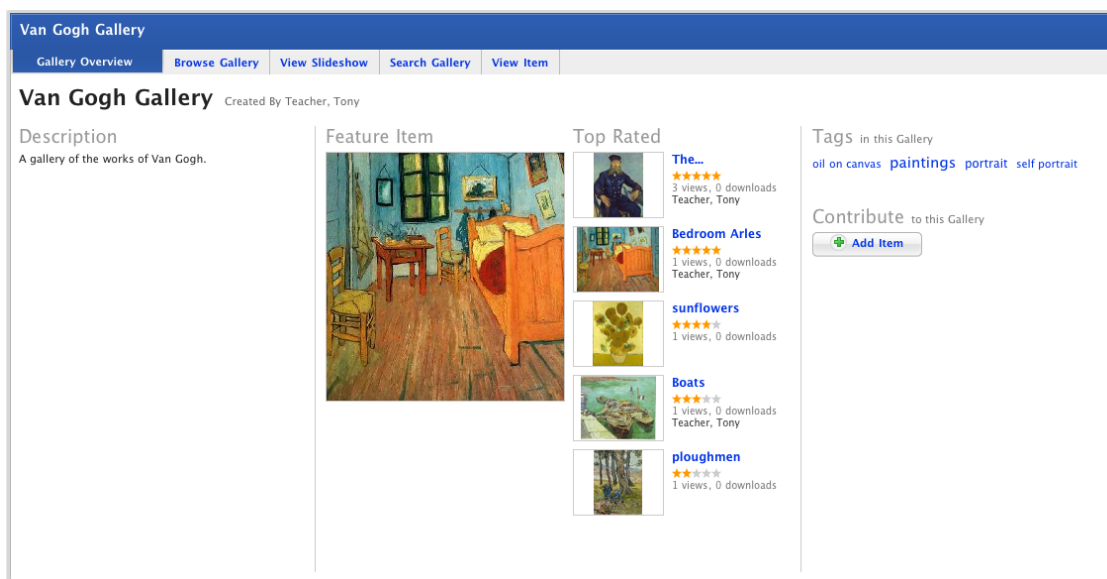 Van Gogh Gallery
Gallery Overview Browse Gallery View Slideshow Search Gallery View Item
Van Gogh Gallery Created By Teacher, Tony
Description
A gallery of the works of Van Gogh.
Feature Item
Top Rated
The...
3 views, 0 downloads
Teacher, Tony
Bedroom Arles
1 views, 0 downloads
Teacher, Tony
sunflowers
1 views, 0 downloads
Boats
1 views, 0 downloads
Teacher, Tony
ploughmen
1 views, 0 downloads
Tags in this Gallery
oil on canvas paintings portrait self portrait
Contribute to this Gallery
Add Item